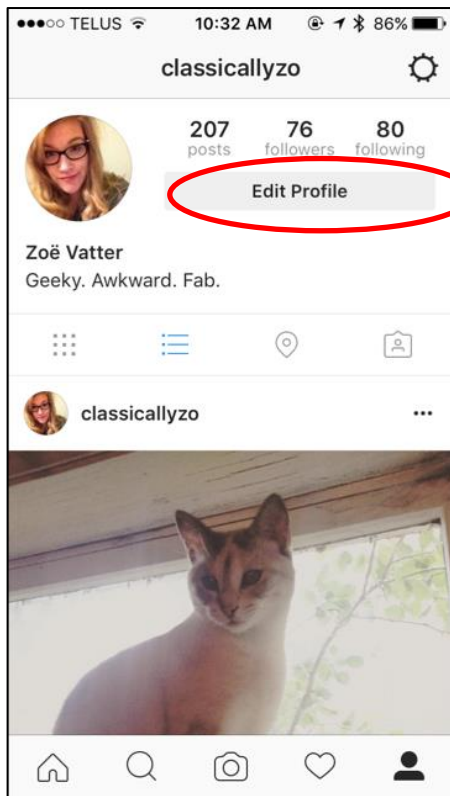 TELUS 10:32 AM 86%
classicallyzo
207 76 80
posts followers following
Edit Profile
Zoë Vatter
Geeky. Awkward. Fab.
classicallyzo